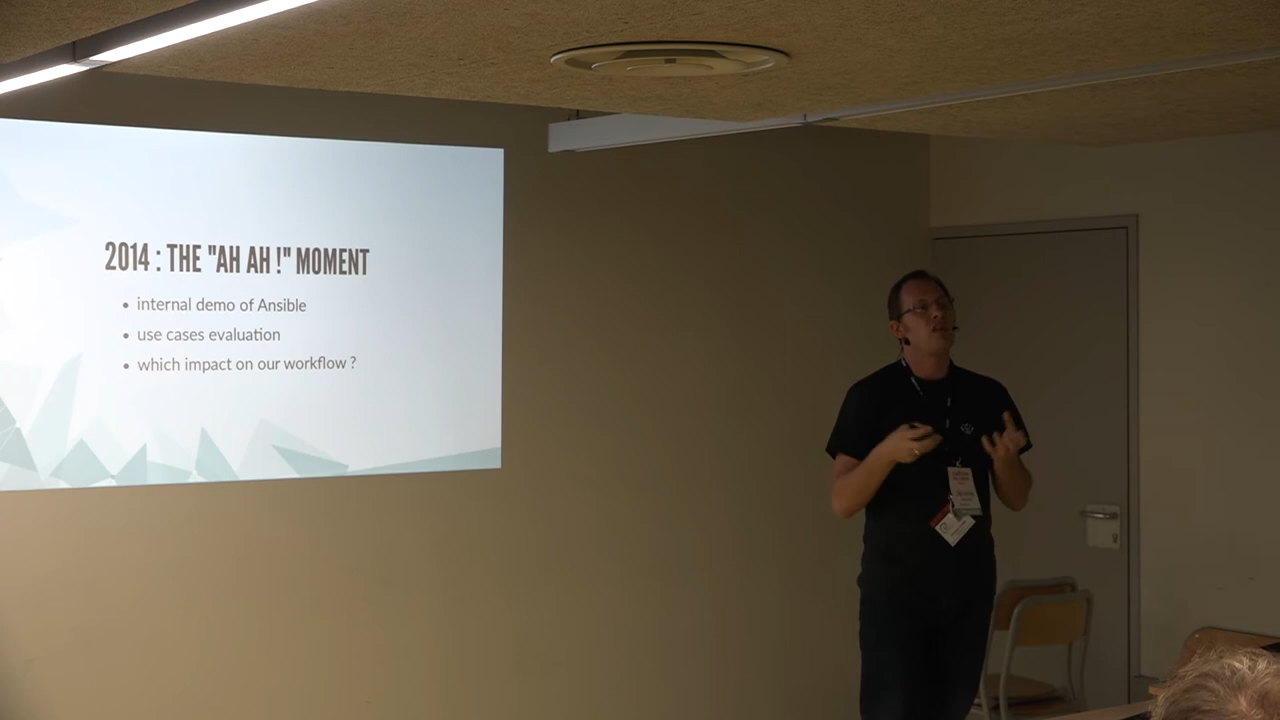 2014 : THE "AH AH !" MOMENT
internal demo of Ansible
use cases evaluation
which impact on our workflow ?